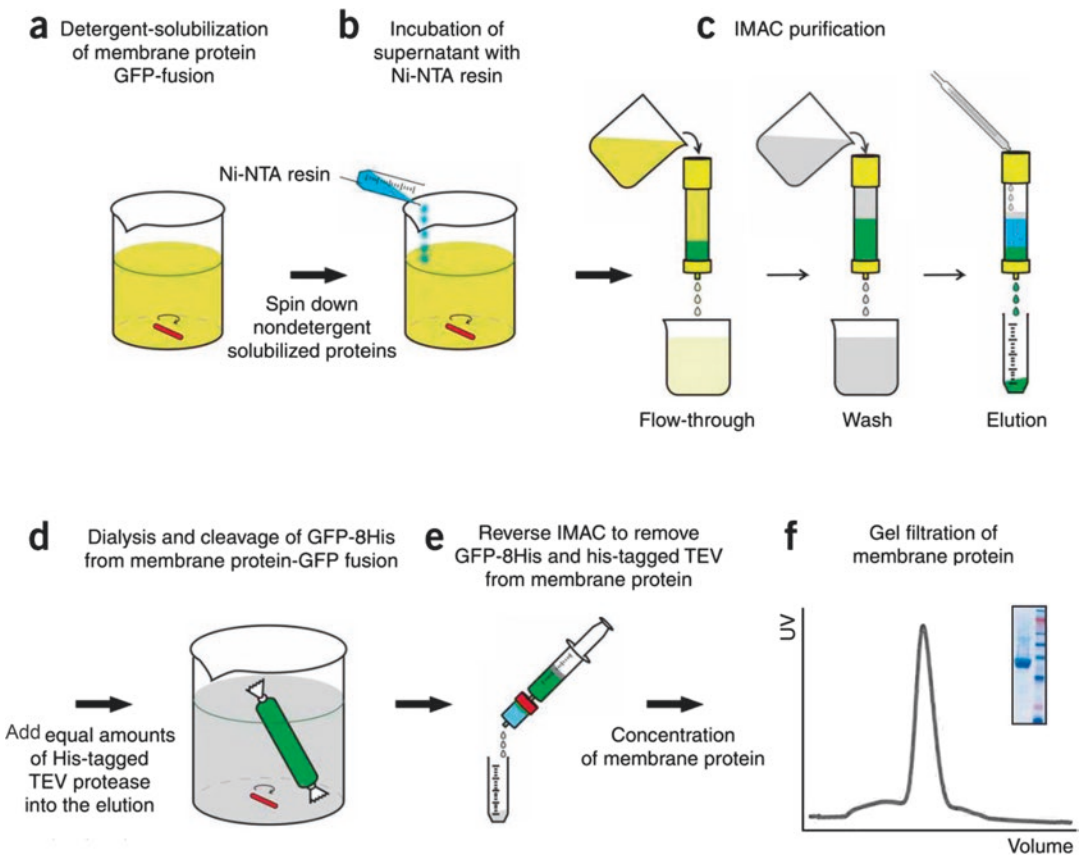 a Detergent-solubilization
of membrane protein
GFP-fusion
b Incubation of
supernatant with
Ni-NTA resin
c IMAC purification
Ni-NTA resin
Spin down
nondetergent
solubilized proteins
Flow-through
Wash
Elution
d Dialysis and cleavage of GFP-8His
from membrane protein-GFP fusion
e Reverse IMAC to remove
GFP-8His and his-tagged TEV
from membrane protein
f Gel filtration of
membrane protein
Add equal amounts
of His-tagged
TEV protease
into the elution
Concentration
of membrane protein
UV
Volume